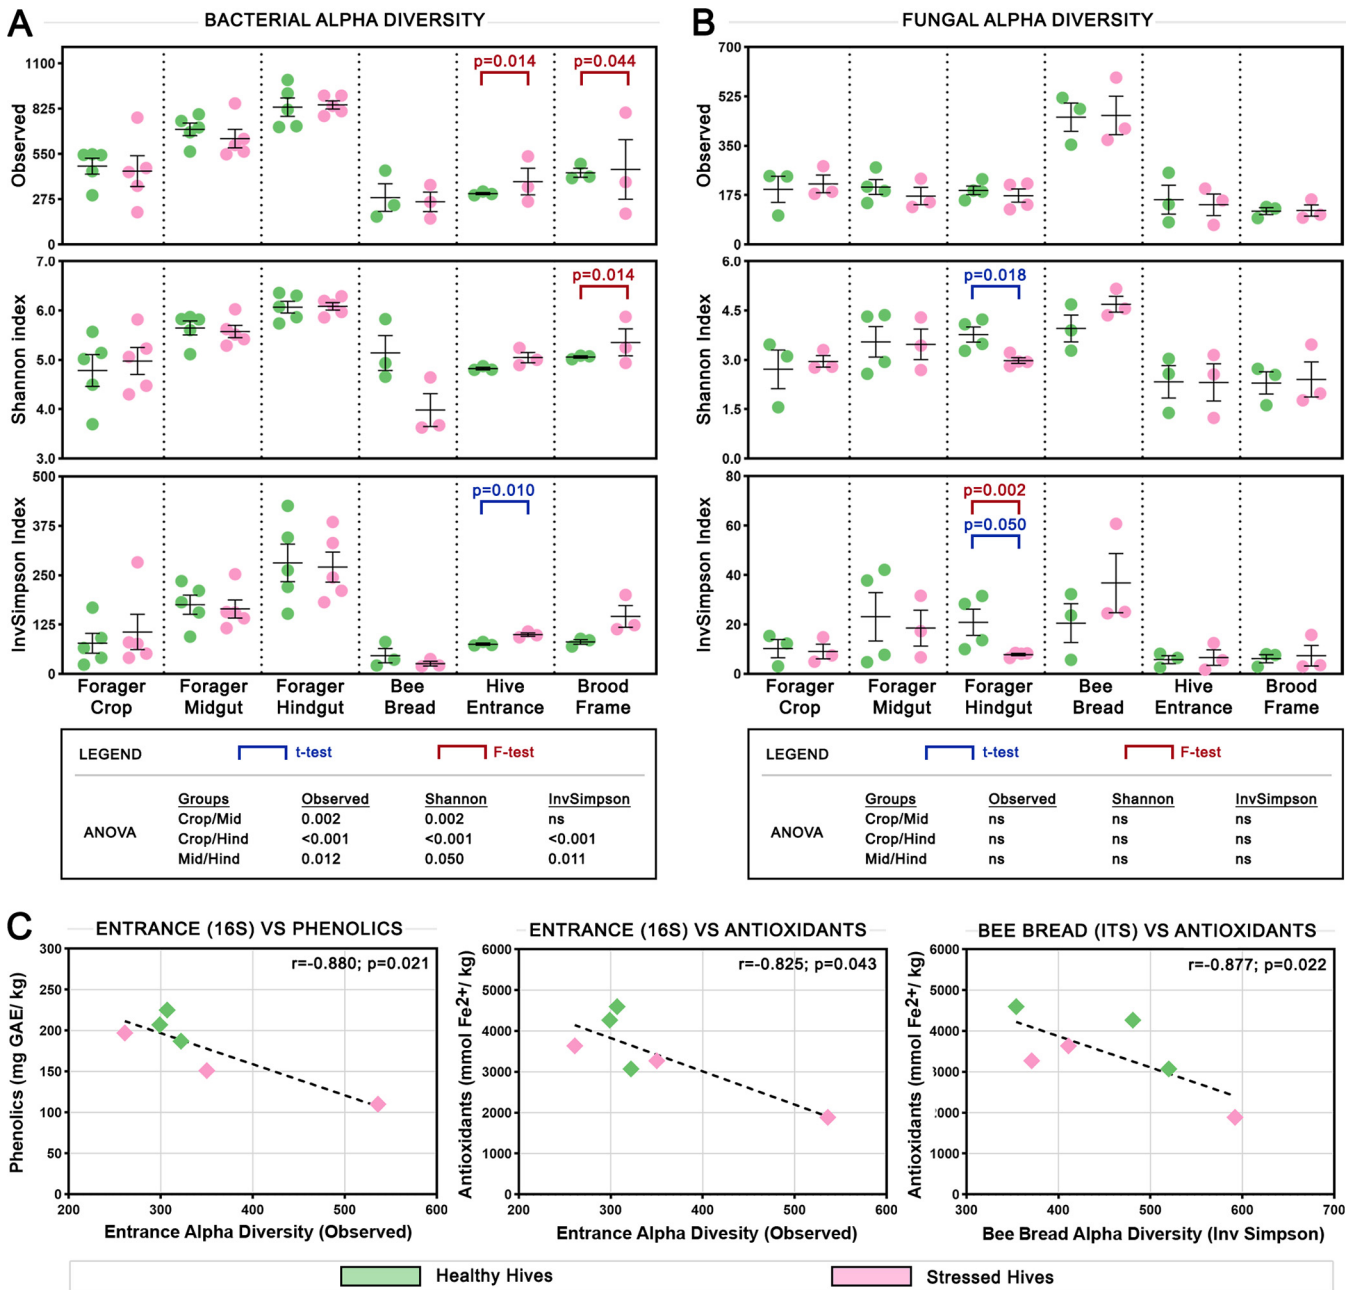 A
BACTERIAL ALPHA DIVERSITY
Observed
1100
825
550
275
0
p=0.014
p=0.044
Shannon index
7.0
6.0
5.0
4.0
3.0
p=0.014
InvSimpson Index
500
375
250
125
0
p=0.010
Forager Crop
Forager Midgut
Forager Hindgut
Bee Bread
Hive Entrance
Brood Frame
LEGEND
t-test
F-test
Groups Observed Shannon InvSimpson
Crop/Mid 0.002 0.002 ns
ANOVA
Crop/Hind <0.001 <0.001 <0.001
Mid/Hind 0.012 0.050 0.011
B
FUNGAL ALPHA DIVERSITY
Observed
700
525
350
175
0
Shannon index
6.0
4.5
3.0
1.5
0.0
p=0.018
InvSimpson Index
80
60
40
20
0
p=0.002
p=0.050
Forager Crop
Forager Midgut
Forager Hindgut
Bee Bread
Hive Entrance
Brood Frame
LEGEND
t-test
F-test
Groups Observed Shannon InvSimpson
Crop/Mid ns ns ns
ANOVA
Crop/Hind ns ns ns
Mid/Hind ns ns ns
C
ENTRANCE (16S) VS PHENOLICS
r=-0.880; p=0.021
Phenolics (mg GAE/ kg)
300
250
200
150
100
50
0
200 300 400 500 600
Entrance Alpha Diversity (Observed)
ENTRANCE (16S) VS ANTIOXIDANTS
r=-0.825; p=0.043
Antioxidants (mmol Fe2+/ kg)
6000
5000
4000
3000
2000
1000
0
200 300 400 500 600
Entrance Alpha Devesity (Observed)
BEE BREAD (ITS) VS ANTIOXIDANTS
r=-0.877; p=0.022
Antioxidants (mmol Fe2+/ kg)
6000
5000
4000
3000
2000
1000
0
300 400 500 600 700
Bee Bread Alpha Diversity (Inv Simpson)
Healthy Hives
Stressed Hives